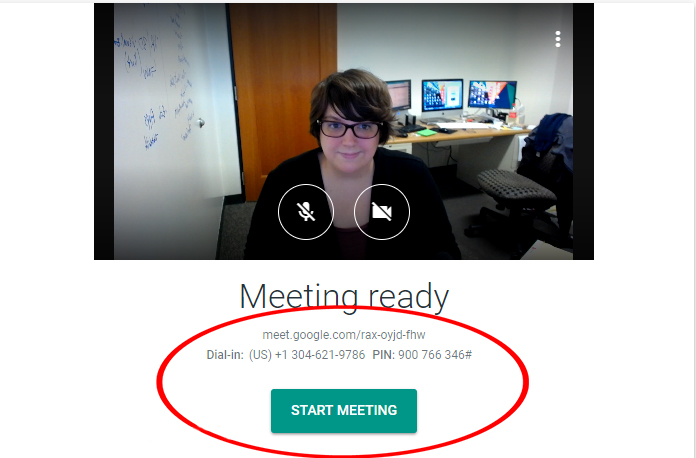 Meeting ready
meet.google.com/rax-oyjd-fhw
Dial-in: (US) +1 304-621-9786 PIN: 900 766 346#
START MEETING